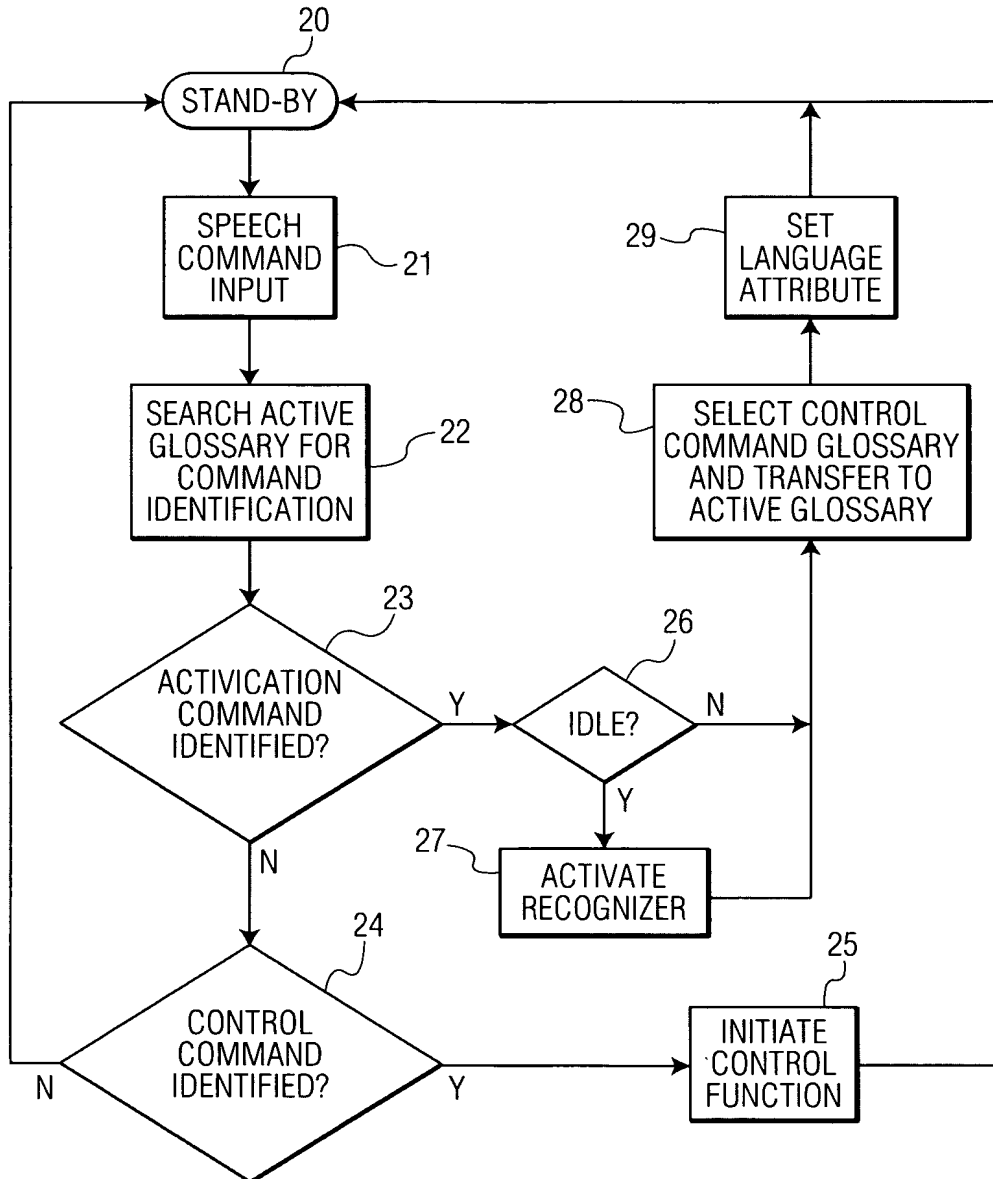 20
STAND-BY
SPEECH
COMMAND
INPUT
21
SEARCH ACTIVE
GLOSSARY FOR
COMMAND
IDENTIFICATION
22
23
ACTIVICATION
COMMAND
IDENTIFIED?
Y
N
26
IDLE?
N
Y
27
ACTIVATE
RECOGNIZER
28
SELECT CONTROL
COMMAND GLOSSARY
AND TRANSFER TO
ACTIVE GLOSSARY
29
SET
LANGUAGE
ATTRIBUTE
24
CONTROL
COMMAND
IDENTIFIED?
N
Y
25
INITIATE
CONTROL
FUNCTION